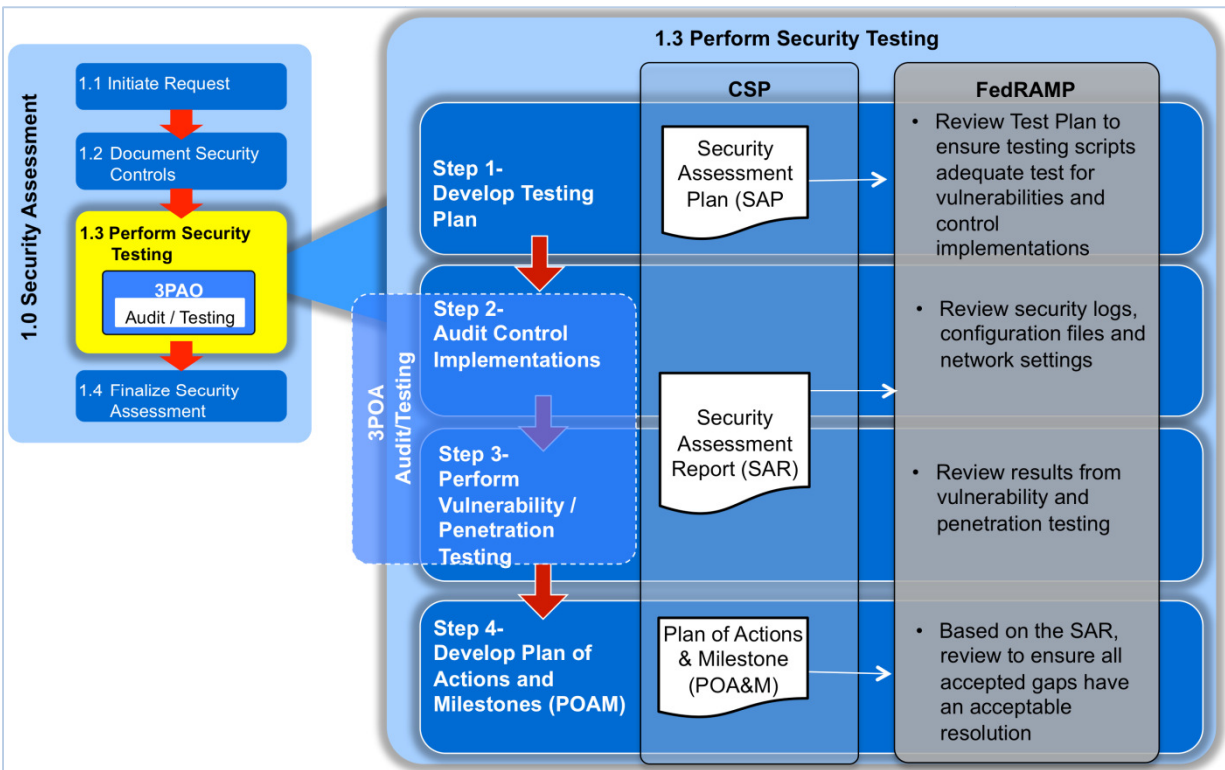 1.0 Security Assessment
1.1 Initiate Request
1.2 Document Security
Controls
1.3 Perform Security
Testing
3PAO
Audit / Testing
1.4 Finalize Security
Assessment
1.3 Perform Security Testing
CSP
FedRAMP
Step 1-
Develop Testing
Plan
Security
Assessment
Plan (SAP
• Review Test Plan to
ensure testing scripts
adequate test for
vulnerabilities and
control
implementations
3POA
Audit/Testing
Step 2-
Audit Control
Implementations
Security
Assessment
Report (SAR)
• Review security logs,
configuration files and
network settings
Step 3-
Perform
Vulnerability /
Penetration
Testing
• Review results from
vulnerability and
penetration testing
Step 4-
Develop Plan of
Actions and
Milestones (POAM)
Plan of Actions
& Milestone
(POA&M)
• Based on the SAR,
review to ensure all
accepted gaps have
an acceptable
resolution